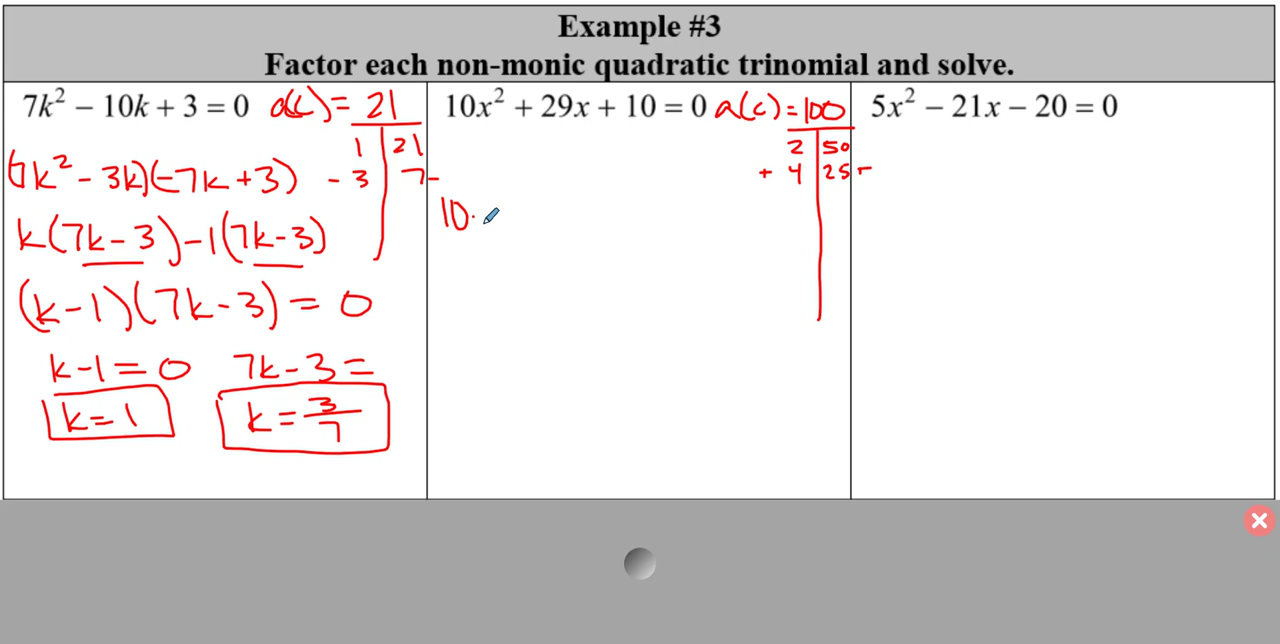 Example #3
Factor each non-monic quadratic trinomial and solve.
7k² − 10k + 3 = 0 a(c) = 21
1 | 21
− 3 | 7 −
(7k² − 3k)(−7k + 3)
k(7k − 3) − 1(7k − 3)
(k − 1)(7k − 3) = 0
k − 1 = 0 7k − 3 =
k = 1 k = 3/7
10x² + 29x + 10 = 0 a(c) = 100
2 | 50
+ 4 | 25 −
10·
5x² − 21x − 20 = 0